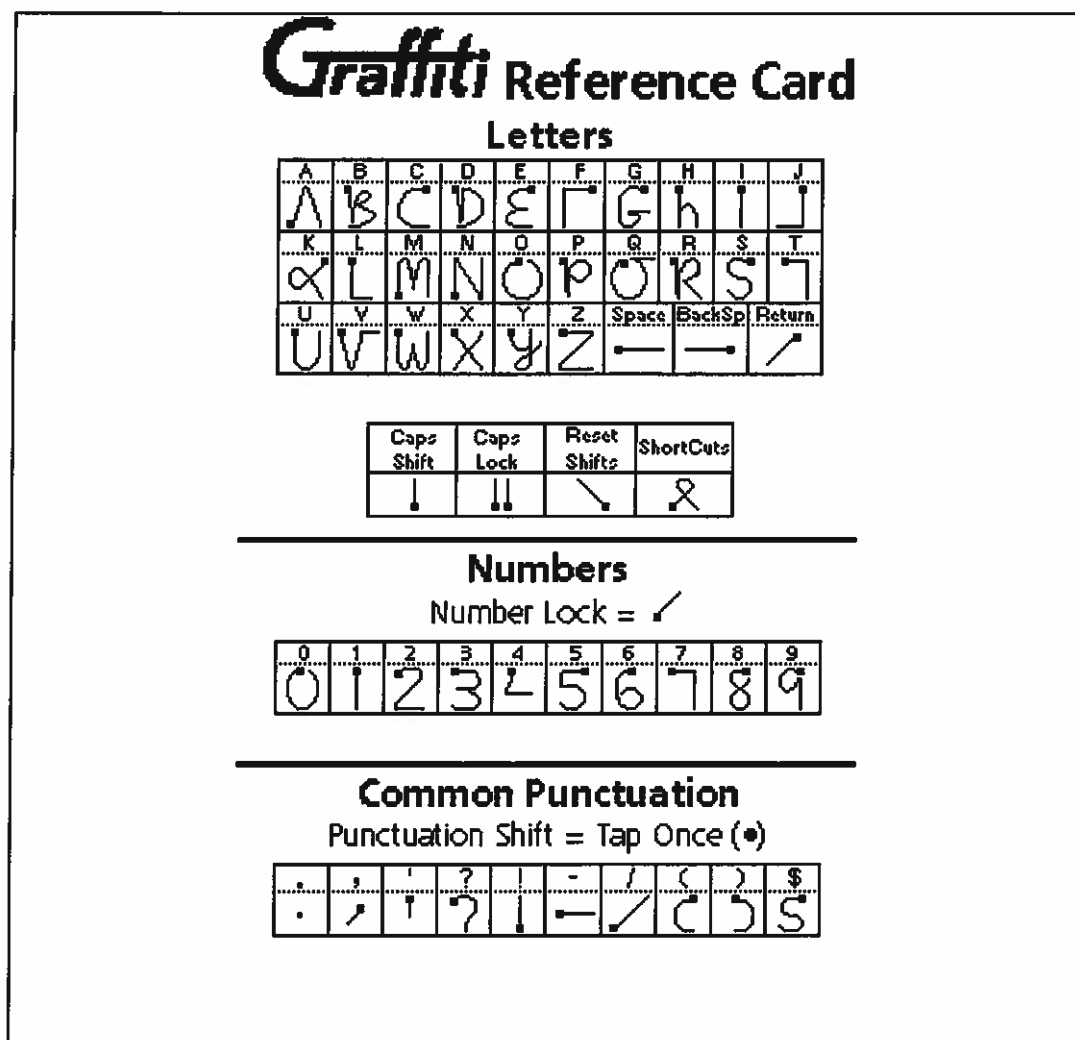 Graffiti Reference Card
Letters
A B C D E F G H I J
K L M N O P Q R S T
U V W X Y Z Space BackSp Return
Caps Shift Caps Lock Reset Shifts ShortCuts
Numbers
Number Lock =
0 1 2 3 4 5 6 7 8 9
Common Punctuation
Punctuation Shift = Tap Once (•)
. , ' ? ! - / ( ) $